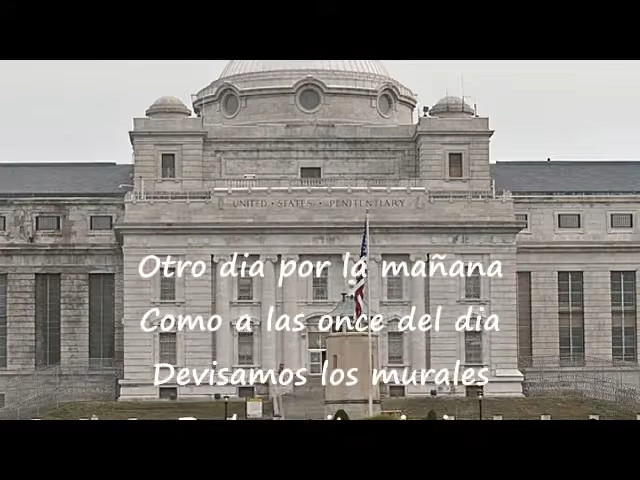 UNITED • STATES • PENITENTIARY
Otro dia por la mañana
Como a las once del dia
Devisamos los murales